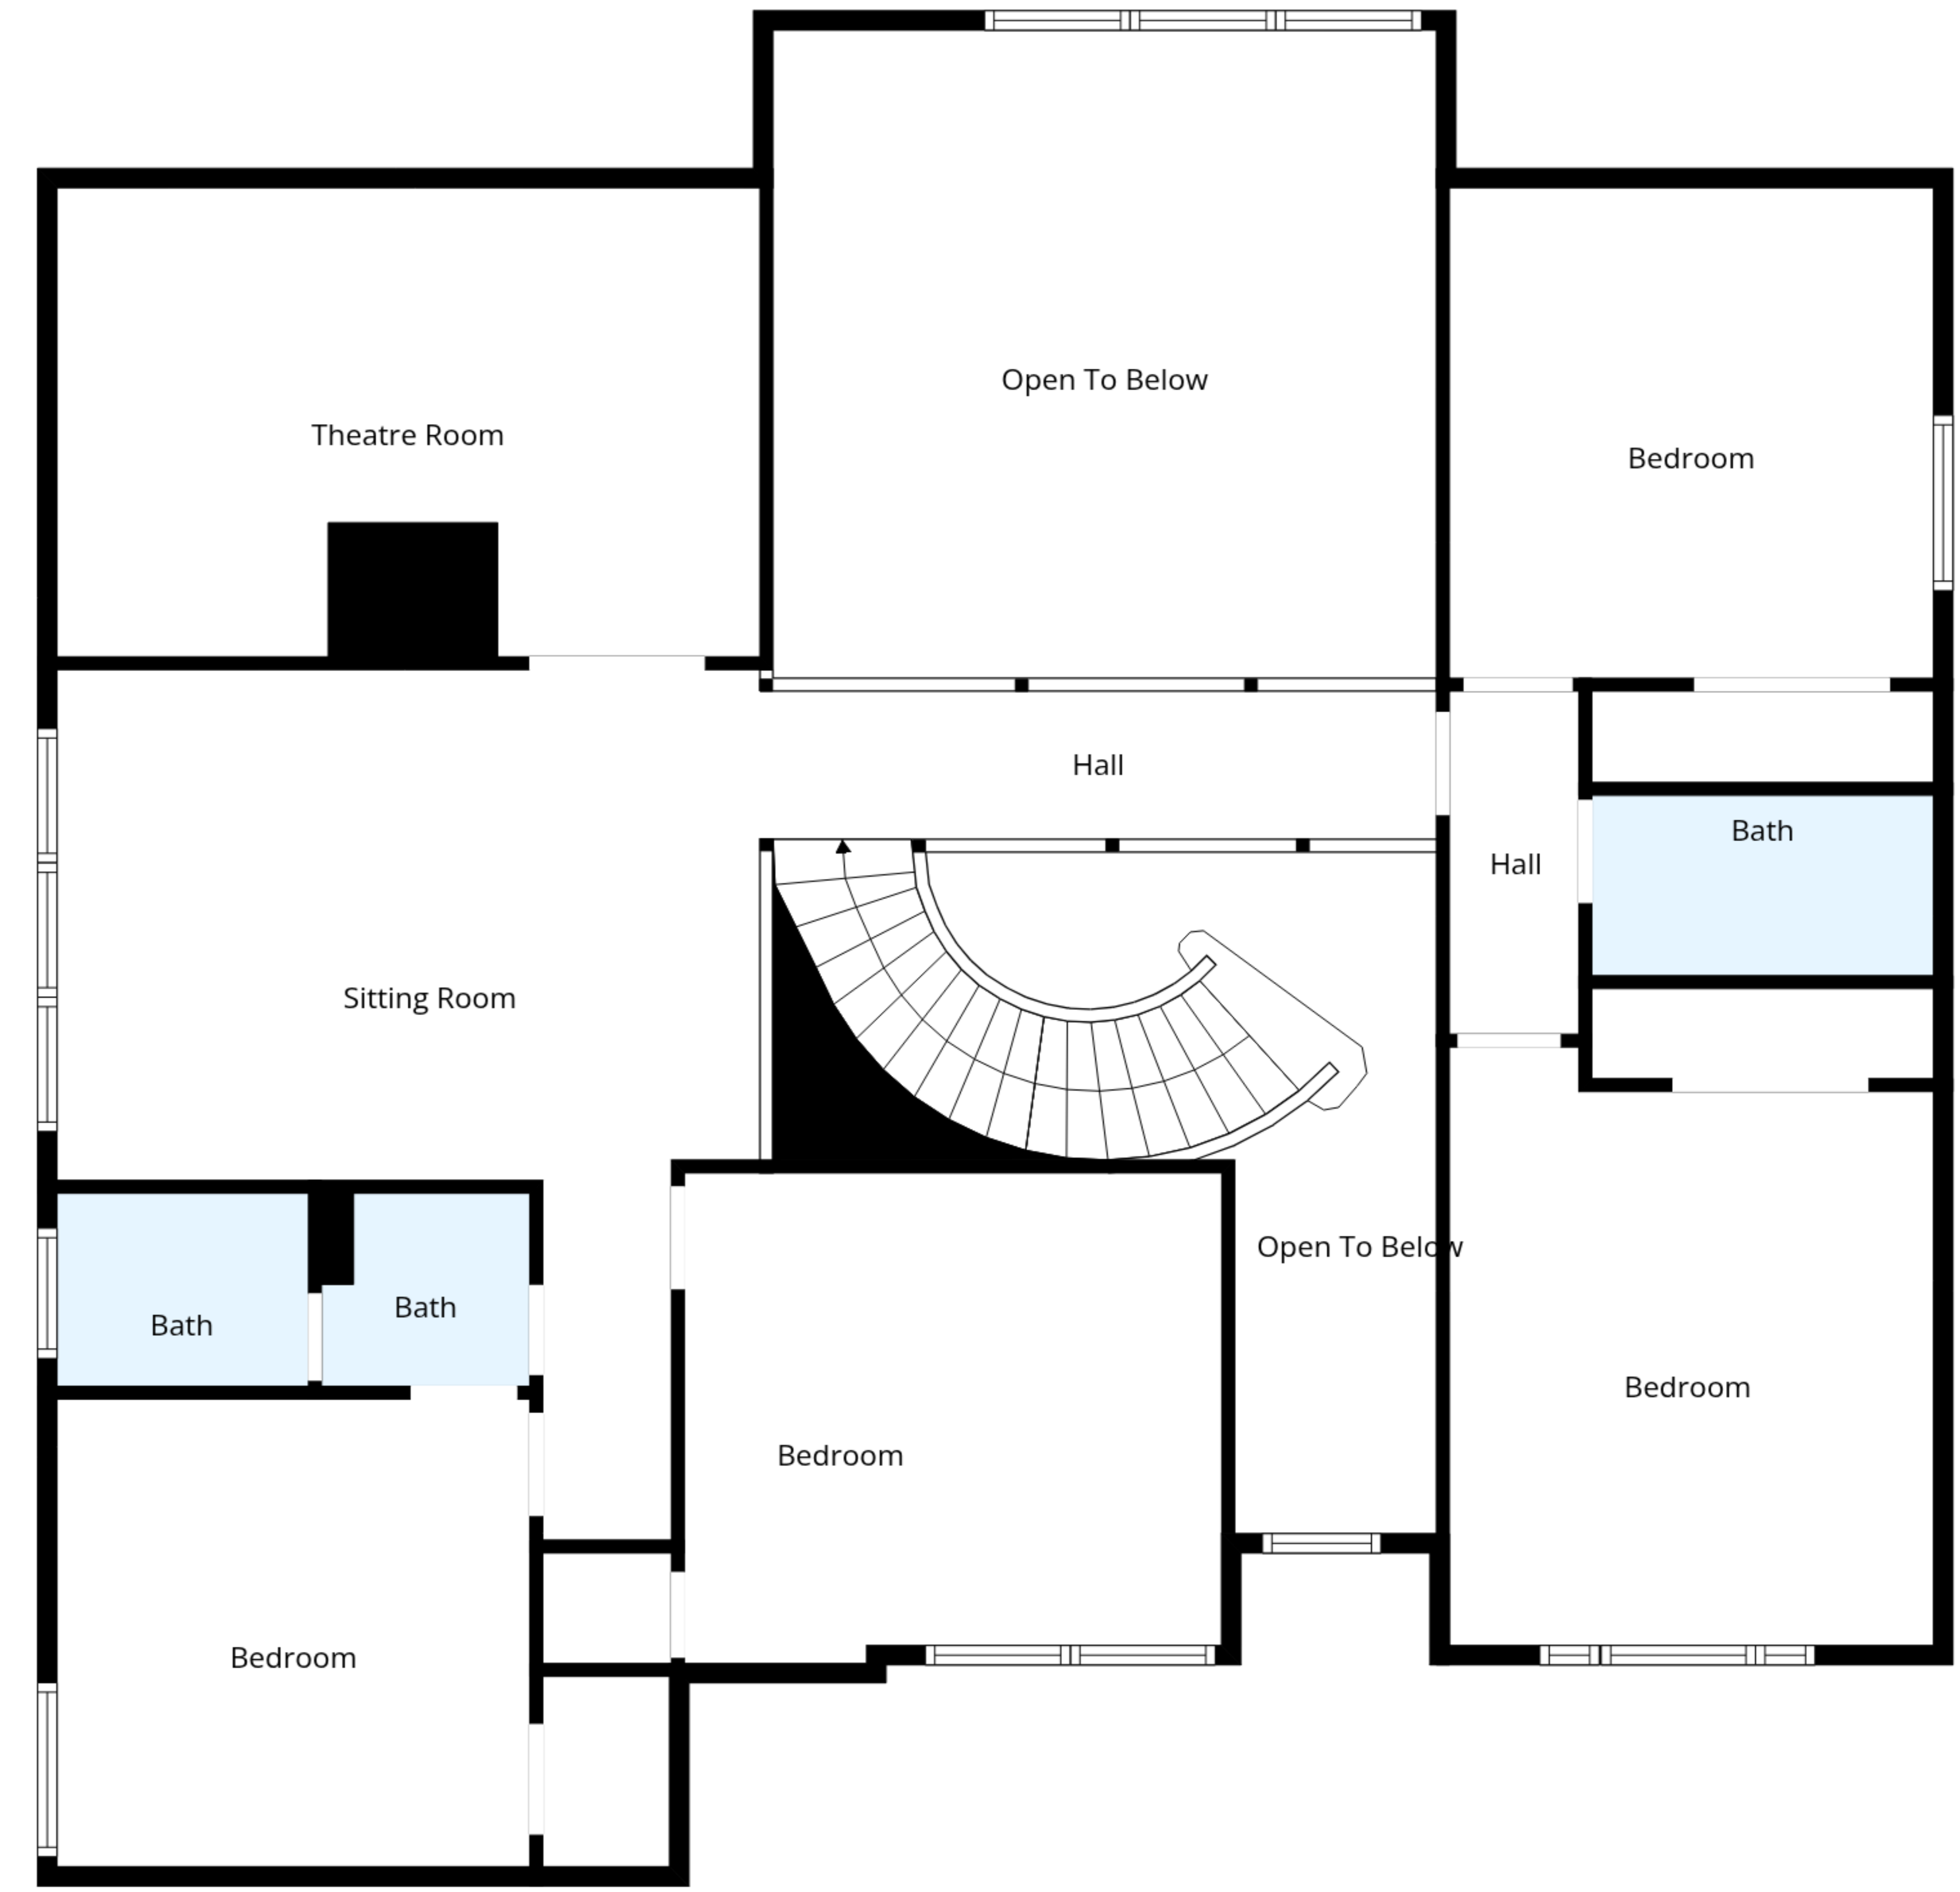 Open To Below
Theatre Room
Bedroom
Hall
Bath
Hall
Sitting Room
Open To Below
Bath
Bath
Bedroom
Bedroom
Bedroom